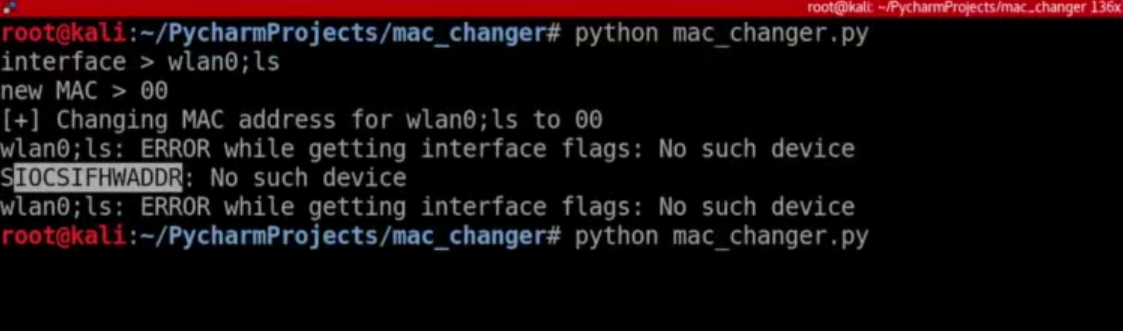 root@kali: ~/PycharmProjects/mac_changer 136x
root@kali:~/PycharmProjects/mac_changer# python mac_changer.py
interface > wlan0;ls
new MAC > 00
[+] Changing MAC address for wlan0;ls to 00
wlan0;ls: ERROR while getting interface flags: No such device
SIOCSIFHWADDR: No such device
wlan0;ls: ERROR while getting interface flags: No such device
root@kali:~/PycharmProjects/mac_changer# python mac_changer.py